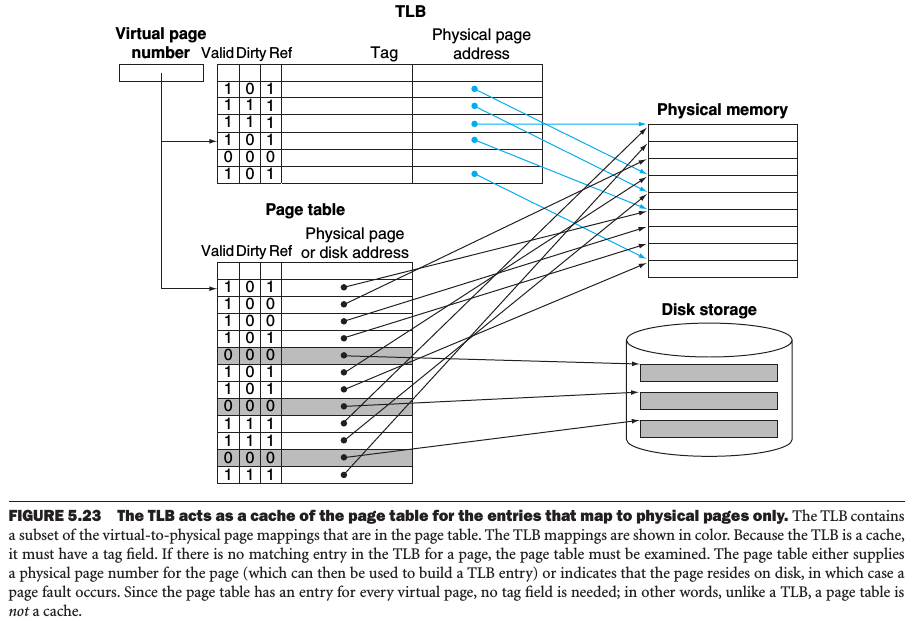 TLB
Virtual page
number
Valid Dirty Ref
Tag
Physical page
address
1 0 1
1 1 1
1 1 1
1 0 1
0 0 0
1 0 1
Physical memory
Page table
Valid Dirty Ref
Physical page
or disk address
1 0 1
1 0 0
1 0 0
1 0 1
0 0 0
1 0 1
1 0 1
0 0 0
1 1 1
1 1 1
0 0 0
1 1 1
Disk storage
FIGURE 5.23 The TLB acts as a cache of the page table for the entries that map to physical pages only. The TLB contains
a subset of the virtual-to-physical page mappings that are in the page table. The TLB mappings are shown in color. Because the TLB is a cache,
it must have a tag field. If there is no matching entry in the TLB for a page, the page table must be examined. The page table either supplies
a physical page number for the page (which can then be used to build a TLB entry) or indicates that the page resides on disk, in which case a
page fault occurs. Since the page table has an entry for every virtual page, no tag field is needed; in other words, unlike a TLB, a page table is
not a cache.